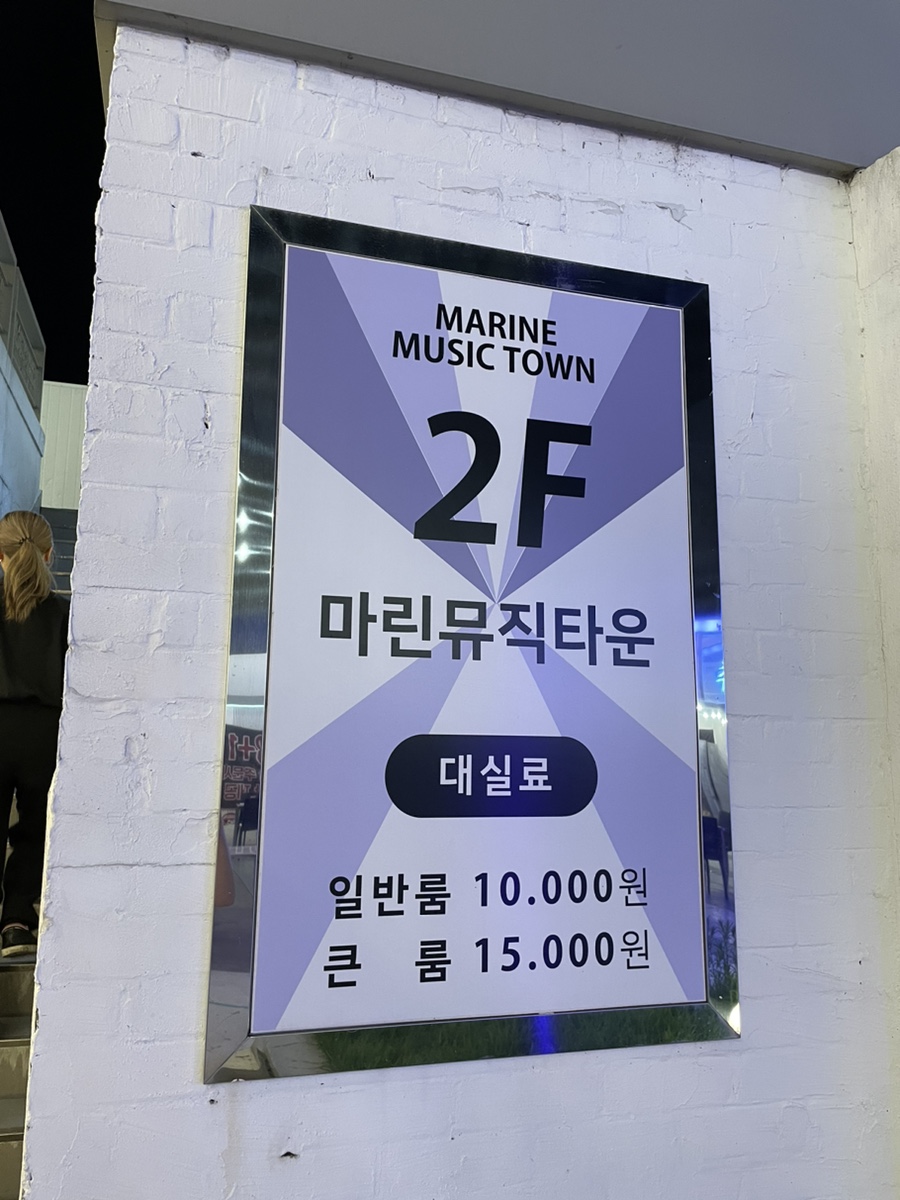 MARINE
MUSIC TOWN
2F
마린뮤직타운
대실료
일반룸 10.000원
큰 룸 15.000원